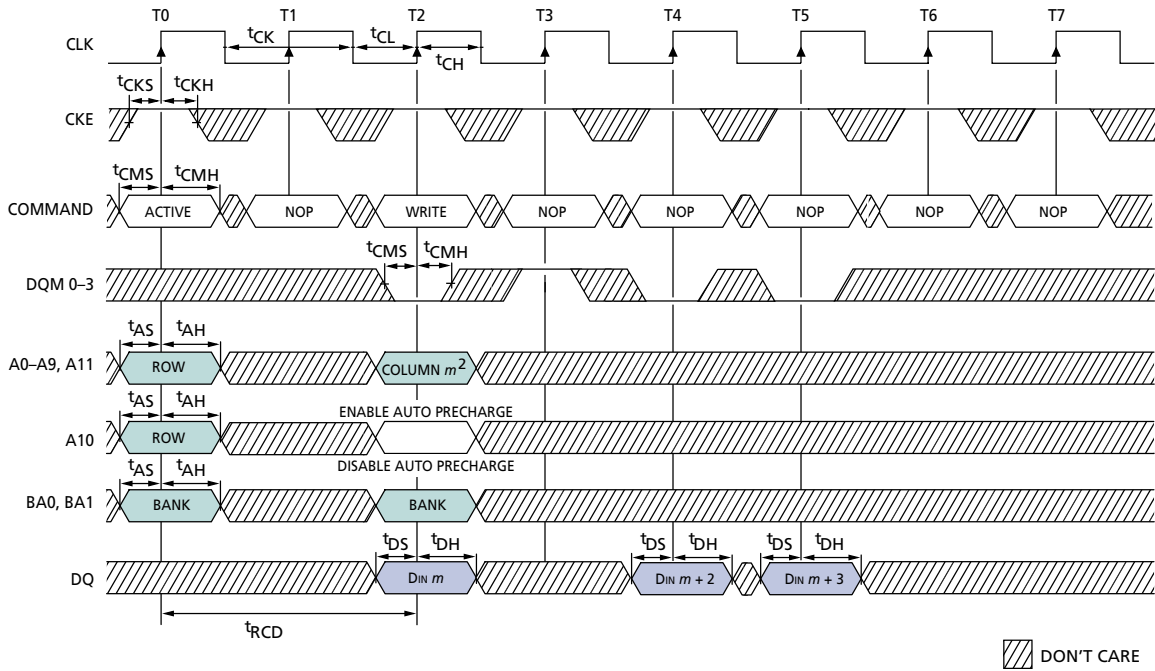 T0 T1 T2 T3 T4 T5 T6 T7
CLK
tCK tCL
tCH
tCKS tCKH
CKE
tCMS tCMH
COMMAND ACTIVE NOP WRITE NOP NOP NOP NOP NOP
tCMS tCMH
DQM 0–3
tAS tAH
A0–A9, A11 ROW COLUMN m2
tAS tAH ENABLE AUTO PRECHARGE
A10 ROW
DISABLE AUTO PRECHARGE
tAS tAH
BA0, BA1 BANK BANK
tDS tDH tDS tDH tDS tDH
DQ DIN m DIN m + 2 DIN m + 3
tRCD
DON'T CARE